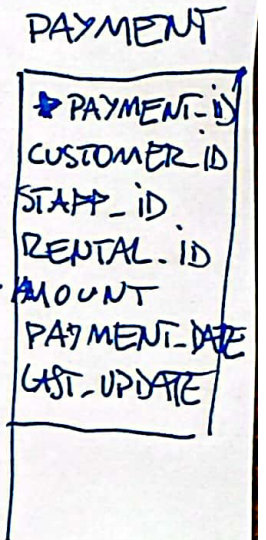 PAYMENT
★ PAYMENT_iD
CUSTOMER_ID
STAFF_iD
RENTAL_iD
AMOUNT
PAYMENT_DATE
LAST_UPDATE